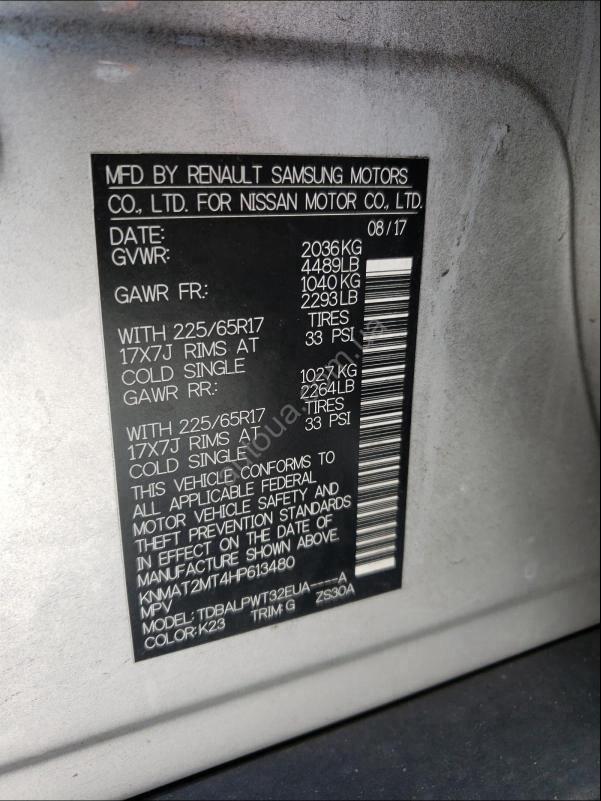 MFD BY RENAULT SAMSUNG MOTORS
CO., LTD. FOR NISSAN MOTOR CO., LTD.
DATE: 08/17
GVWR: 2036KG
4489LB
GAWR FR.: 1040KG
2293LB
WITH 225/65R17 TIRES
17X7J RIMS AT 33 PSI
COLD SINGLE
GAWR RR.: 1027KG
2264LB
WITH 225/65R17 TIRES
17X7J RIMS AT 33 PSI
COLD SINGLE
THIS VEHICLE CONFORMS TO
ALL APPLICABLE FEDERAL
MOTOR VEHICLE SAFETY AND
THEFT PREVENTION STANDARDS
IN EFFECT ON THE DATE OF
MANUFACTURE SHOWN ABOVE.
KNMAT2MT4HP613480
MPV
MODEL: TDBALPWT32EUA----A
COLOR: K23 TRIM: G ZS30A